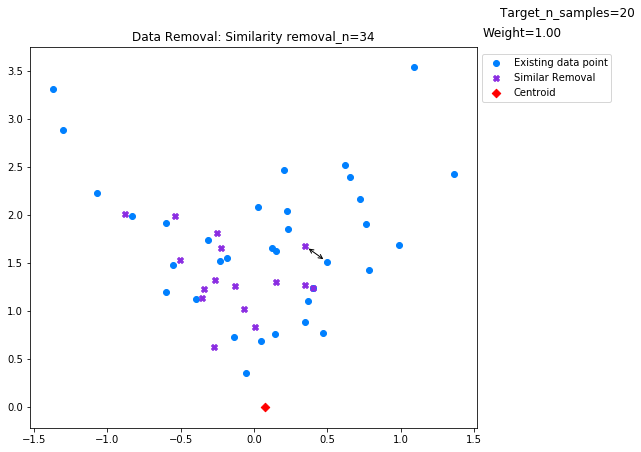 Target_n_samples=20
Weight=1.00
Data Removal: Similarity removal_n=34
Existing data point
Similar Removal
Centroid
3.5
3.0
2.5
2.0
1.5
1.0
0.5
0.0
−1.5 −1.0 −0.5 0.0 0.5 1.0 1.5